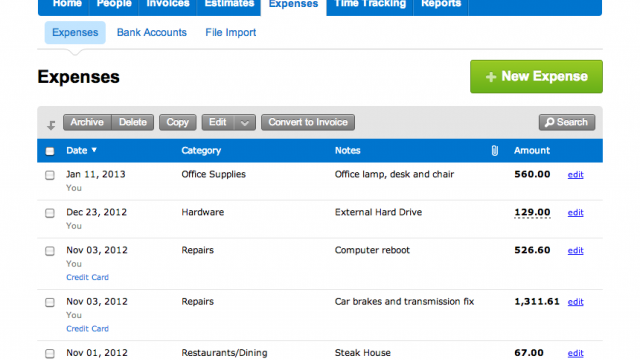 Home People Invoices Estimates Expenses Time Tracking Reports
Expenses Bank Accounts File Import
Expenses
+ New Expense
Archive Delete Copy Edit Convert to Invoice Search
Date Category Notes Amount
Jan 11, 2013 Office Supplies Office lamp, desk and chair 560.00 edit
You
Dec 23, 2012 Hardware External Hard Drive 129.00 edit
You
Nov 03, 2012 Repairs Computer reboot 526.60 edit
You
Credit Card
Nov 03, 2012 Repairs Car brakes and transmission fix 1,311.61 edit
You
Credit Card
Nov 01, 2012 Restaurants/Dining Steak House 67.00 edit